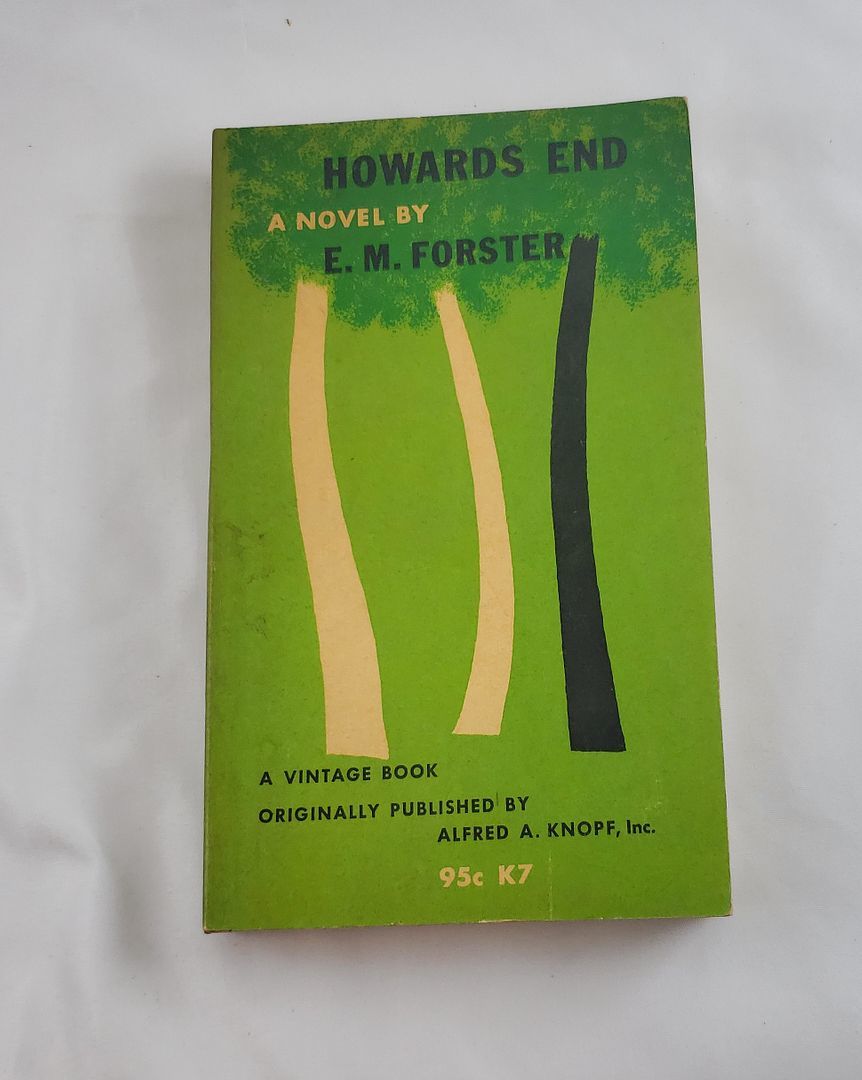 HOWARDS END
A NOVEL BY
E. M. FORSTER
A VINTAGE BOOK
ORIGINALLY PUBLISHED BY
ALFRED A. KNOPF, Inc.
95c K7